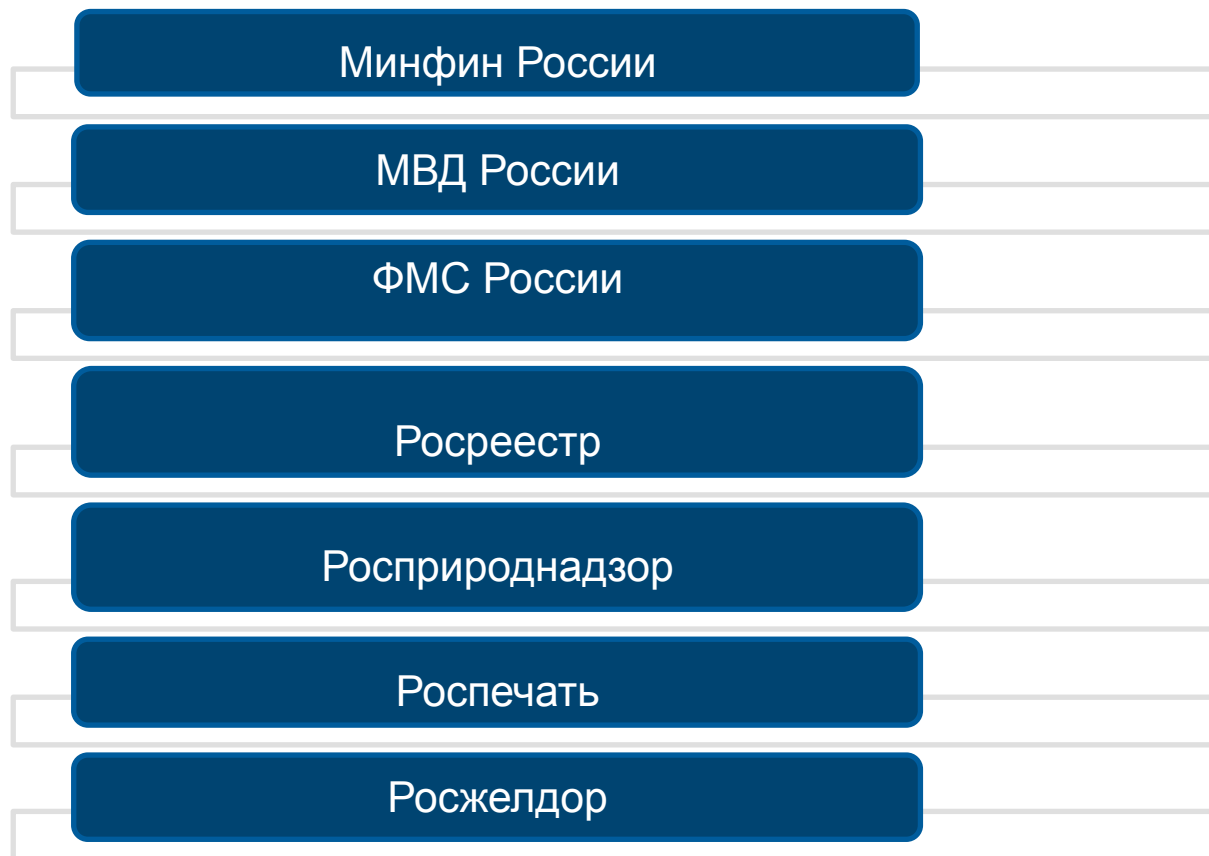 Минфин России
МВД России
ФМС России
Росреестр
Росприроднадзор
Роспечать
Росжелдор